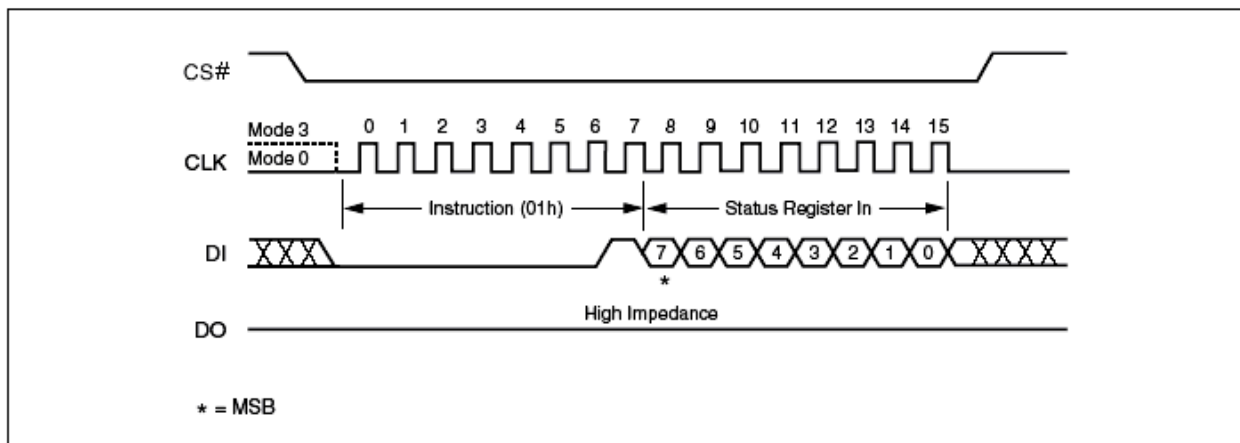 CS#
Mode 3 0 1 2 3 4 5 6 7 8 9 10 11 12 13 14 15
CLK Mode 0
Instruction (01h) Status Register In
DI 7 6 5 4 3 2 1 0
*
High Impedance
DO
* = MSB